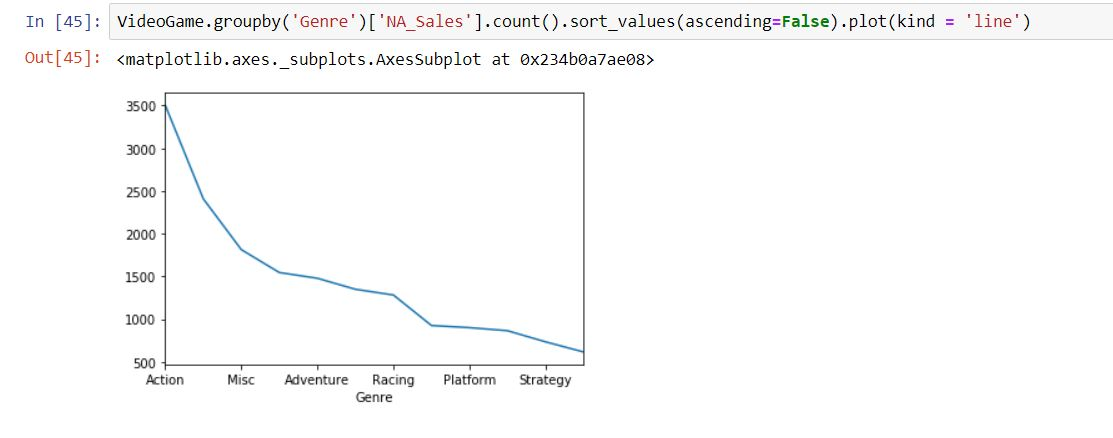 In [45]: VideoGame.groupby('Genre')['NA_Sales'].count().sort_values(ascending=False).plot(kind = 'line')
Out[45]: <matplotlib.axes._subplots.AxesSubplot at 0x234b0a7ae08>
3500
3000
2500
2000
1500
1000
500
Action Misc Adventure Racing Platform Strategy
Genre